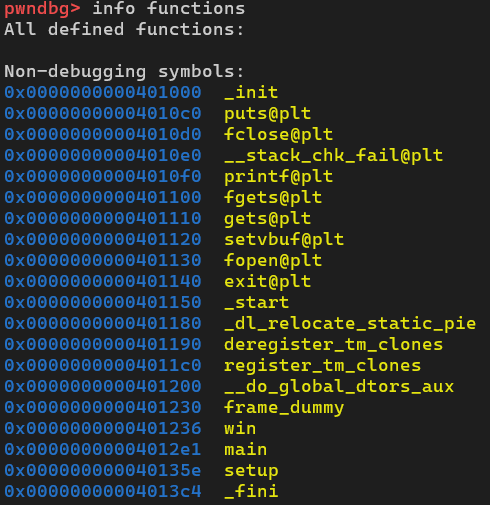 pwndbg> info functions
All defined functions:
Non-debugging symbols:
0x0000000000401000  _init
0x00000000004010c0  puts@plt
0x00000000004010d0  fclose@plt
0x00000000004010e0  __stack_chk_fail@plt
0x00000000004010f0  printf@plt
0x0000000000401100  fgets@plt
0x0000000000401110  gets@plt
0x0000000000401120  setvbuf@plt
0x0000000000401130  fopen@plt
0x0000000000401140  exit@plt
0x0000000000401150  _start
0x0000000000401180  _dl_relocate_static_pie
0x0000000000401190  deregister_tm_clones
0x00000000004011c0  register_tm_clones
0x0000000000401200  __do_global_dtors_aux
0x0000000000401230  frame_dummy
0x0000000000401236  win
0x00000000004012e1  main
0x000000000040135e  setup
0x00000000004013c4  _fini